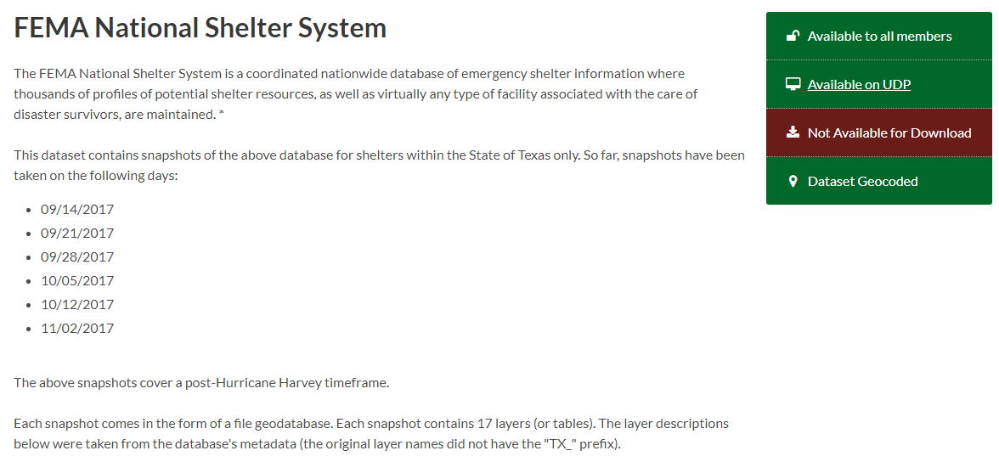 FEMA National Shelter System
The FEMA National Shelter System is a coordinated nationwide database of emergency shelter information where
thousands of profiles of potential shelter resources, as well as virtually any type of facility associated with the care of
disaster survivors, are maintained. *
This dataset contains snapshots of the above database for shelters within the State of Texas only. So far, snapshots have been
taken on the following days:
• 09/14/2017
• 09/21/2017
• 09/28/2017
• 10/05/2017
• 10/12/2017
• 11/02/2017
The above snapshots cover a post-Hurricane Harvey timeframe.
Each snapshot comes in the form of a file geodatabase. Each snapshot contains 17 layers (or tables). The layer descriptions
below were taken from the database's metadata (the original layer names did not have the "TX_" prefix).
Available to all members
Available on UDP
Not Available for Download
Dataset Geocoded